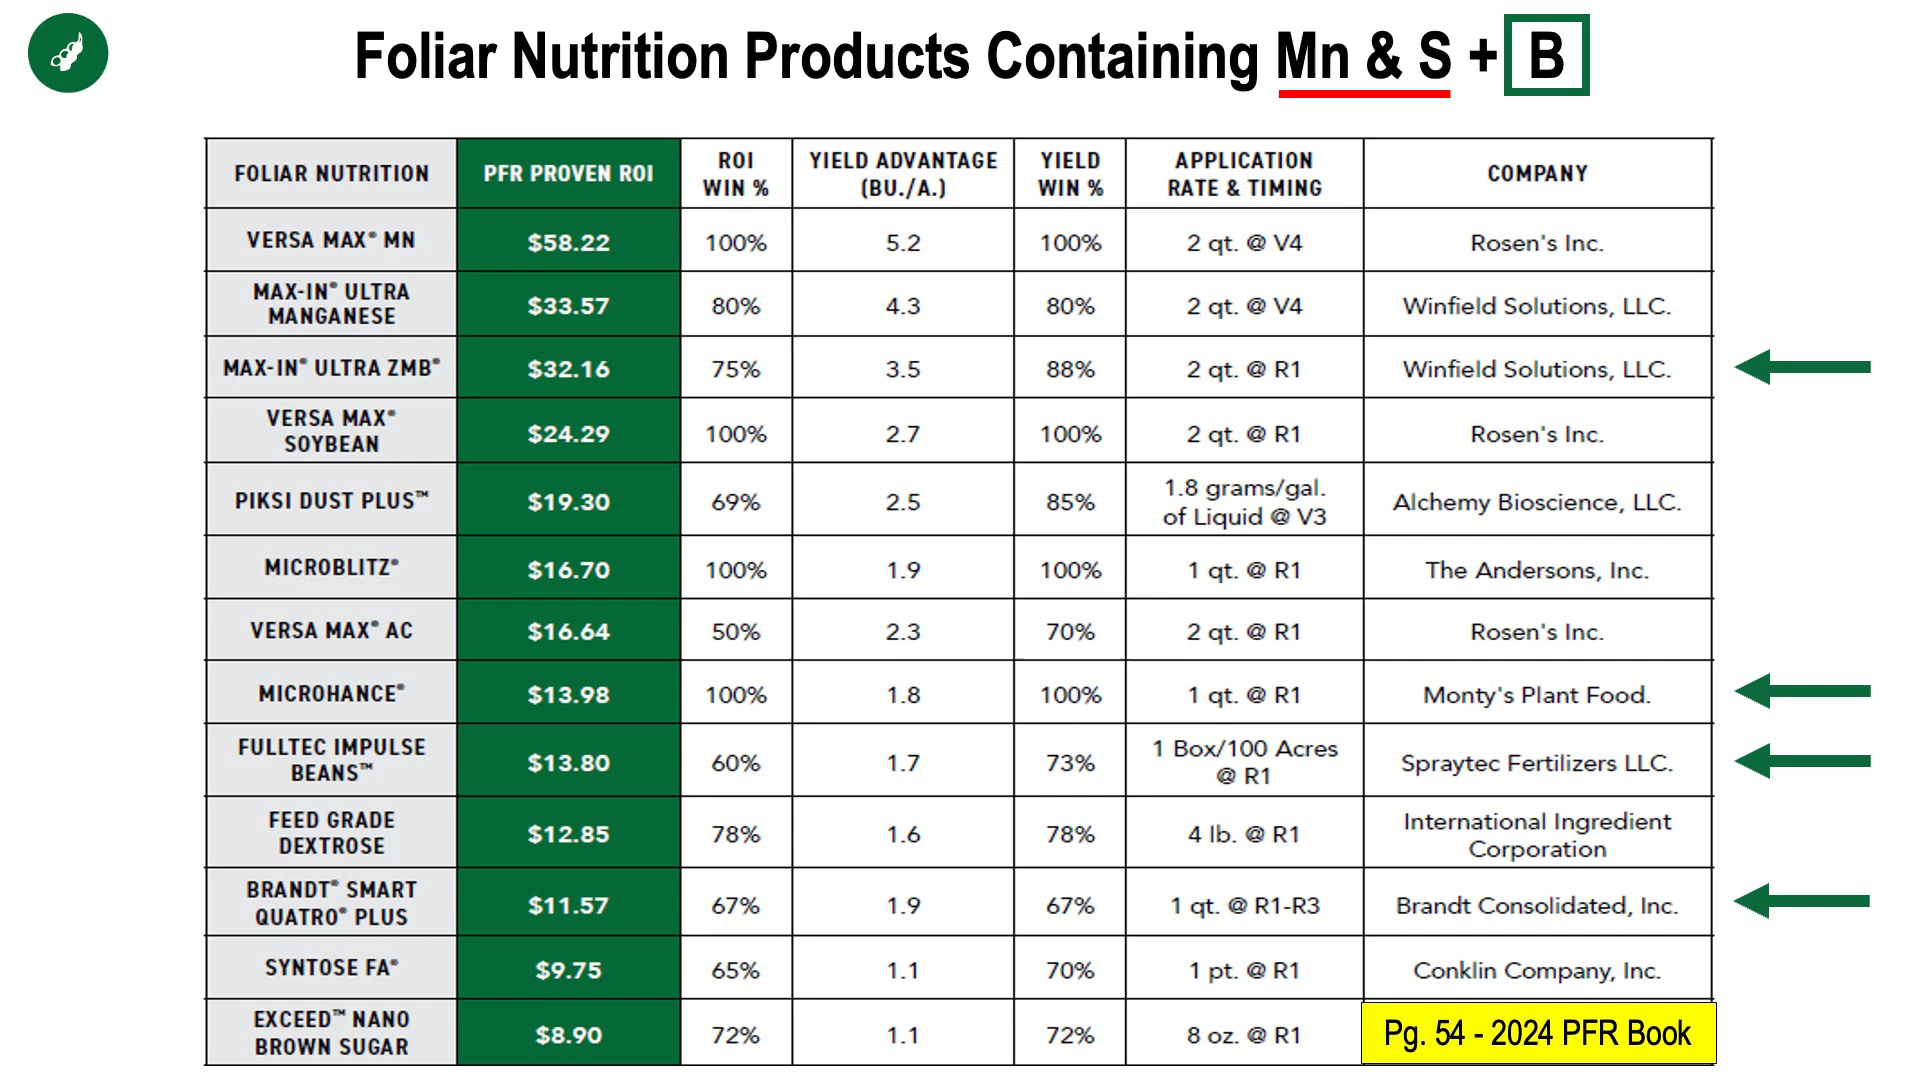 Foliar Nutrition Products Containing Mn & S + B
FOLIAR NUTRITION
PFR PROVEN ROI
ROI
WIN %
YIELD ADVANTAGE
(BU./A.)
YIELD
WIN %
APPLICATION
RATE & TIMING
COMPANY
VERSA MAX® MN
$58.22
100%
5.2
100%
2 qt. @ V4
Rosen's Inc.
MAX-IN® ULTRA
MANGANESE
$33.57
80%
4.3
80%
2 qt. @ V4
Winfield Solutions, LLC.
MAX-IN® ULTRA ZMB®
$32.16
75%
3.5
88%
2 qt. @ R1
Winfield Solutions, LLC.
VERSA MAX®
SOYBEAN
$24.29
100%
2.7
100%
2 qt. @ R1
Rosen's Inc.
PIKSI DUST PLUS™
$19.30
69%
2.5
85%
1.8 grams/gal.
of Liquid @ V3
Alchemy Bioscience, LLC.
MICROBLITZ®
$16.70
100%
1.9
100%
1 qt. @ R1
The Andersons, Inc.
VERSA MAX® AC
$16.64
50%
2.3
70%
2 qt. @ R1
Rosen's Inc.
MICROHANCE®
$13.98
100%
1.8
100%
1 qt. @ R1
Monty's Plant Food.
FULLTEC IMPULSE
BEANS™
$13.80
60%
1.7
73%
1 Box/100 Acres
@ R1
Spraytec Fertilizers LLC.
FEED GRADE
DEXTROSE
$12.85
78%
1.6
78%
4 lb. @ R1
International Ingredient
Corporation
BRANDT® SMART
QUATRO® PLUS
$11.57
67%
1.9
67%
1 qt. @ R1-R3
Brandt Consolidated, Inc.
SYNTOSE FA®
$9.75
65%
1.1
70%
1 pt. @ R1
Conklin Company, Inc.
EXCEED™ NANO
BROWN SUGAR
$8.90
72%
1.1
72%
8 oz. @ R1
Pg. 54 - 2024 PFR Book